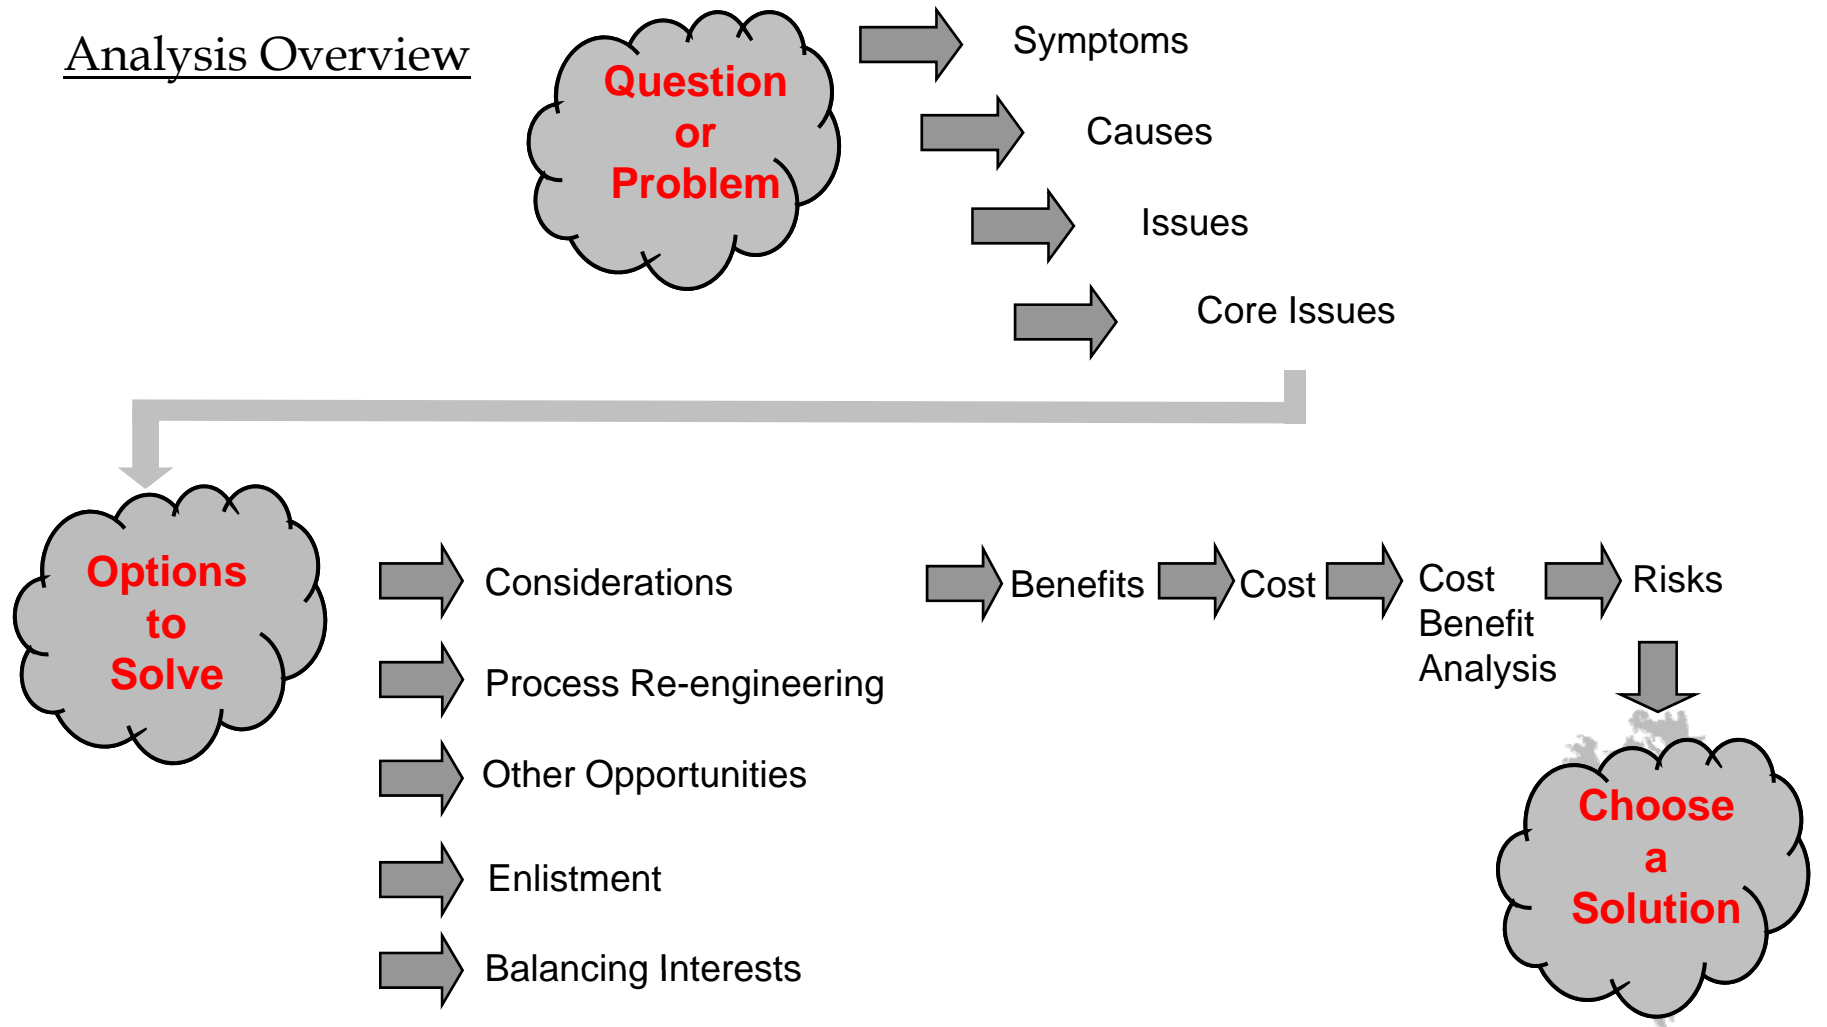 Analysis Overview
Question
or
Problem
Symptoms
Causes
Issues
Core Issues
Options
to
Solve
Considerations
Process Re-engineering
Other Opportunities
Enlistment
Balancing Interests
Benefits
Cost
Cost
Benefit
Analysis
Risks
Choose
a
Solution